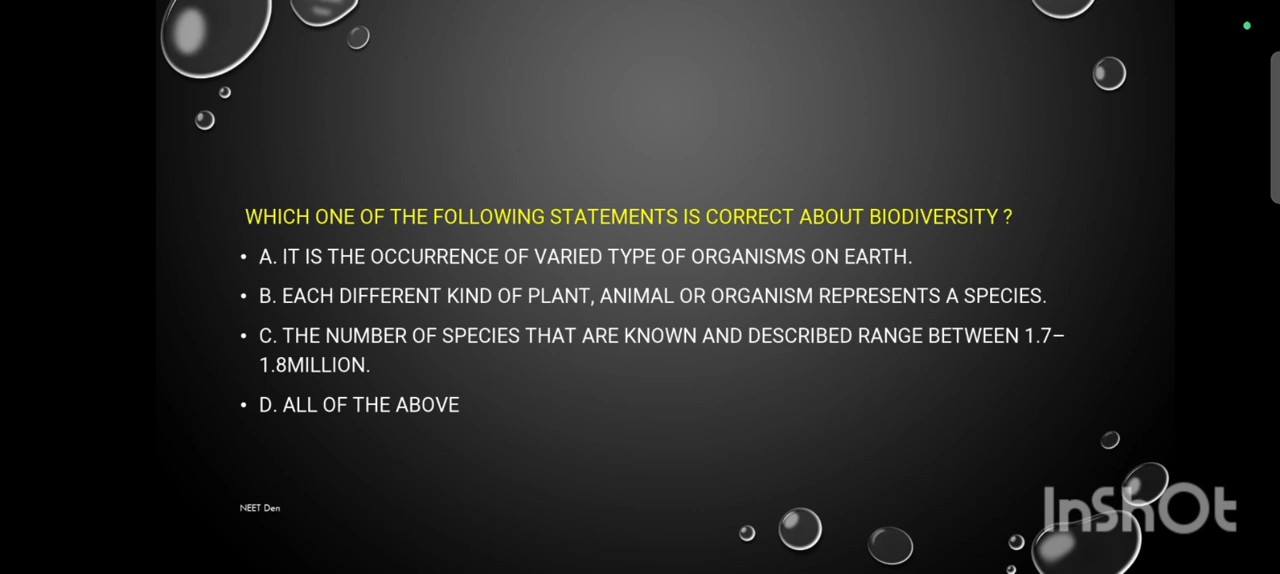 WHICH ONE OF THE FOLLOWING STATEMENTS IS CORRECT ABOUT BIODIVERSITY ?
• A. IT IS THE OCCURRENCE OF VARIED TYPE OF ORGANISMS ON EARTH.
• B. EACH DIFFERENT KIND OF PLANT, ANIMAL OR ORGANISM REPRESENTS A SPECIES.
• C. THE NUMBER OF SPECIES THAT ARE KNOWN AND DESCRIBED RANGE BETWEEN 1.7–
1.8MILLION.
• D. ALL OF THE ABOVE
NEET Den
InShOt